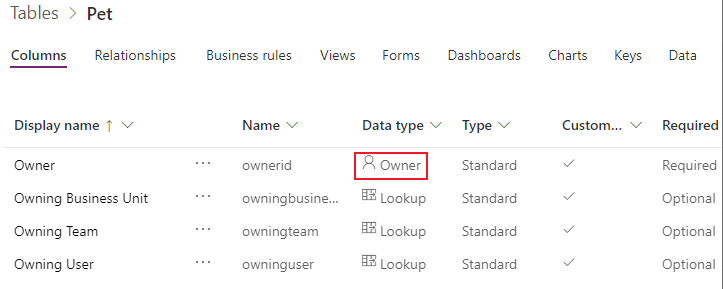 Tables > Pet
Columns Relationships Business rules Views Forms Dashboards Charts Keys Data
Display name ↑ Name Data type Type Custom... Required
Owner ... ownerid Owner Standard Required
Owning Business Unit ... owningbusine... Lookup Standard Optional
Owning Team ... owningteam Lookup Standard Optional
Owning User ... owninguser Lookup Standard Optional